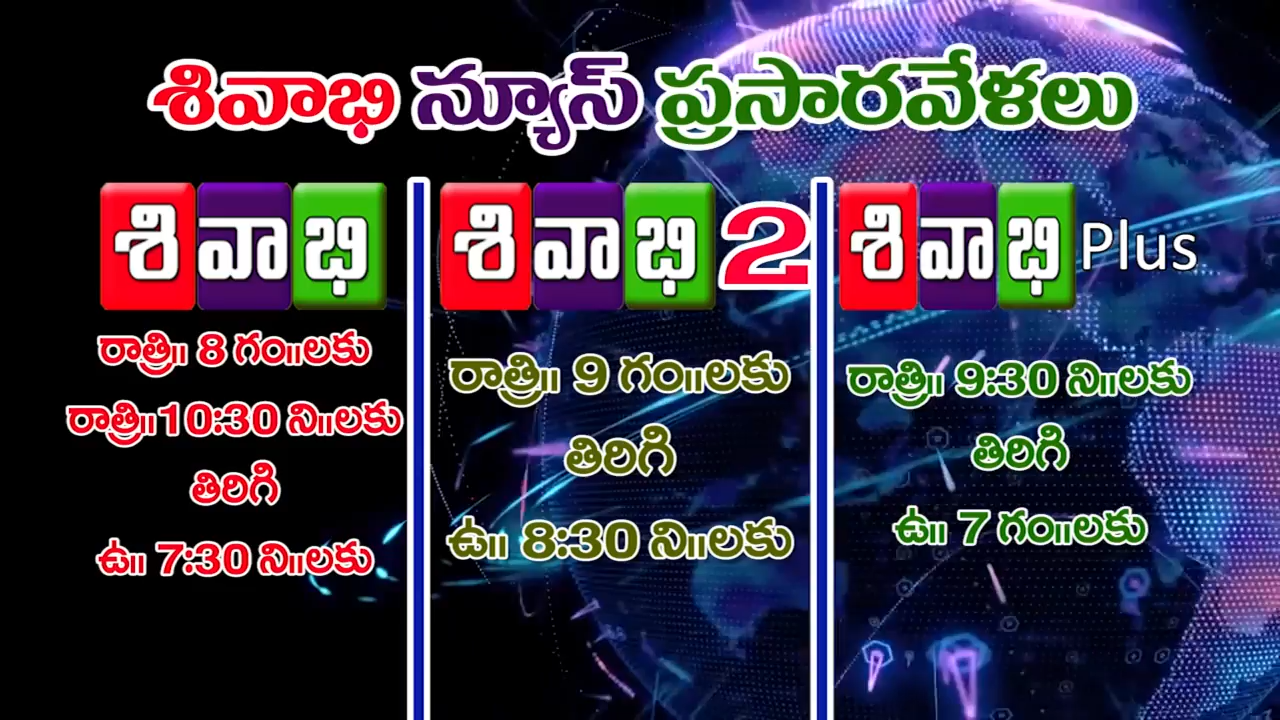 శివాభి న్యూస్ ప్రసారవేళలు
శివాభి
రాత్రి॥ 8 గం॥లకు
రాత్రి॥10:30 ని॥లకు
తిరిగి
ఉ॥ 7:30 ని॥లకు
శివాభి 2
రాత్రి॥ 9 గం॥లకు
తిరిగి
ఉ॥ 8:30 ని॥లకు
శివాభి Plus
రాత్రి॥ 9:30 ని॥లకు
తిరిగి
ఉ॥ 7 గం॥లకు